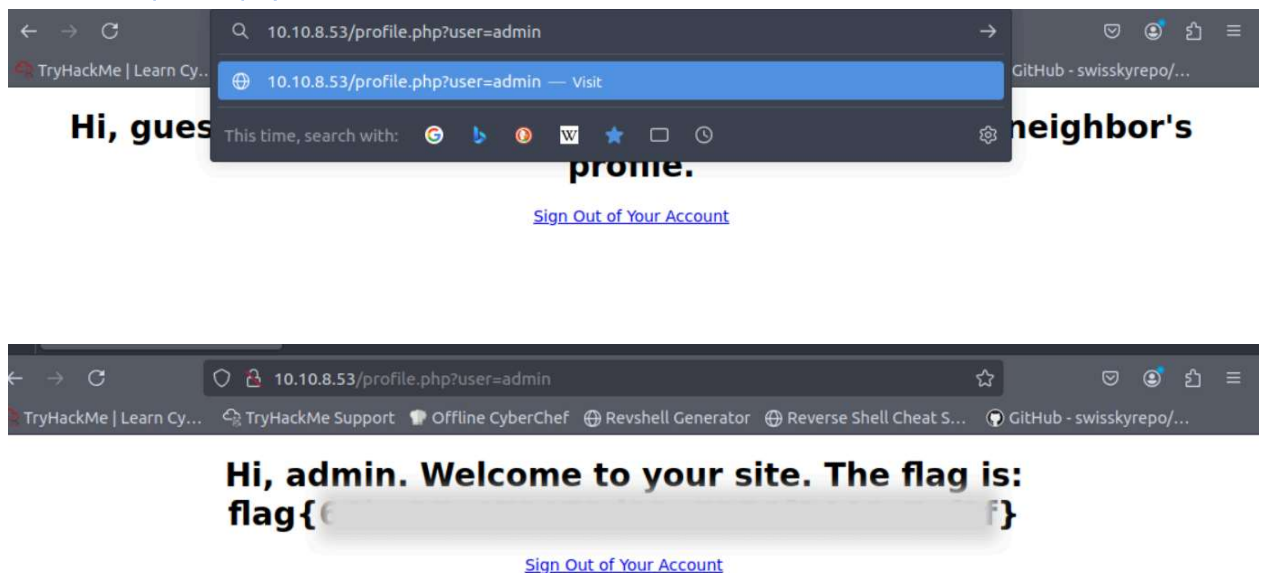 10.10.8.53/profile.php?user=admin
TryHackMe | Learn Cy...
10.10.8.53/profile.php?user=admin — Visit
GitHub - swisskyrepo/...
This time, search with:
Hi, gues neighbor's
profile.
Sign Out of Your Account
10.10.8.53/profile.php?user=admin
TryHackMe | Learn Cy... TryHackMe Support Offline CyberChef Revshell Generator Reverse Shell Cheat S... GitHub - swisskyrepo/...
Hi, admin. Welcome to your site. The flag is:
flag{6 f}
Sign Out of Your Account